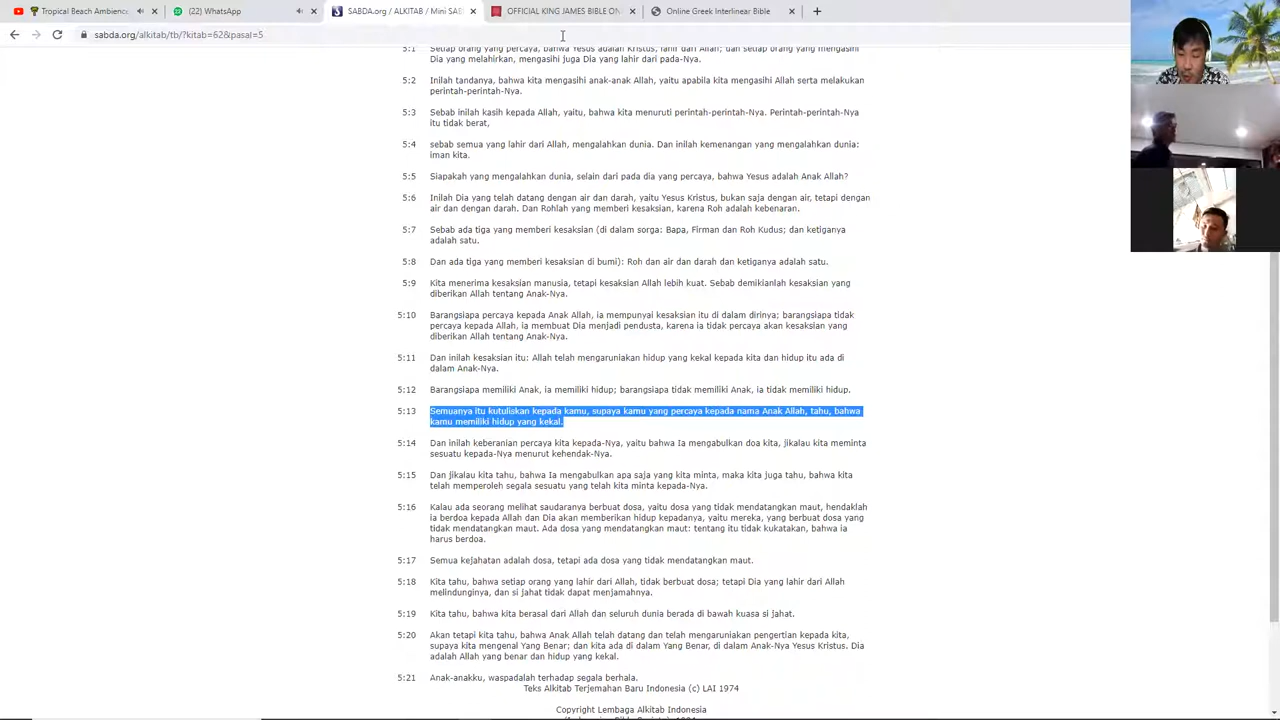 Tropical Beach Ambience
(22) WhatsApp
SABDA.org / ALKITAB / Mini SAB
OFFICIAL KING JAMES BIBLE ON
Online Greek Interlinear Bible
sabda.org/alkitab/tb/?kitab=62&pasal=5
5:1 Setiap orang yang percaya, bahwa Yesus adalah Kristus, lahir dari Allah; dan setiap orang yang mengasihi
Dia yang melahirkan, mengasihi juga Dia yang lahir dari pada-Nya.
5:2 Inilah tandanya, bahwa kita mengasihi anak-anak Allah, yaitu apabila kita mengasihi Allah serta melakukan
perintah-perintah-Nya.
5:3 Sebab inilah kasih kepada Allah, yaitu, bahwa kita menuruti perintah-perintah-Nya. Perintah-perintah-Nya
itu tidak berat,
5:4 sebab semua yang lahir dari Allah, mengalahkan dunia. Dan inilah kemenangan yang mengalahkan dunia:
iman kita.
5:5 Siapakah yang mengalahkan dunia, selain dari pada dia yang percaya, bahwa Yesus adalah Anak Allah?
5:6 Inilah Dia yang telah datang dengan air dan darah, yaitu Yesus Kristus, bukan saja dengan air, tetapi dengan
air dan dengan darah. Dan Rohlah yang memberi kesaksian, karena Roh adalah kebenaran.
5:7 Sebab ada tiga yang memberi kesaksian (di dalam sorga: Bapa, Firman dan Roh Kudus; dan ketiganya
adalah satu.
5:8 Dan ada tiga yang memberi kesaksian di bumi): Roh dan air dan darah dan ketiganya adalah satu.
5:9 Kita menerima kesaksian manusia, tetapi kesaksian Allah lebih kuat. Sebab demikianlah kesaksian yang
diberikan Allah tentang Anak-Nya.
5:10 Barangsiapa percaya kepada Anak Allah, ia mempunyai kesaksian itu di dalam dirinya; barangsiapa tidak
percaya kepada Allah, ia membuat Dia menjadi pendusta, karena ia tidak percaya akan kesaksian yang
diberikan Allah tentang Anak-Nya.
5:11 Dan inilah kesaksian itu: Allah telah mengaruniakan hidup yang kekal kepada kita dan hidup itu ada di
dalam Anak-Nya.
5:12 Barangsiapa memiliki Anak, ia memiliki hidup; barangsiapa tidak memiliki Anak, ia tidak memiliki hidup.
5:13 Semuanya itu kutuliskan kepada kamu, supaya kamu yang percaya kepada nama Anak Allah, tahu, bahwa
kamu memiliki hidup yang kekal.
5:14 Dan inilah keberanian percaya kita kepada-Nya, yaitu bahwa Ia mengabulkan doa kita, jikalau kita meminta
sesuatu kepada-Nya menurut kehendak-Nya.
5:15 Dan jikalau kita tahu, bahwa Ia mengabulkan apa saja yang kita minta, maka kita juga tahu, bahwa kita
telah memperoleh segala sesuatu yang telah kita minta kepada-Nya.
5:16 Kalau ada seorang melihat saudaranya berbuat dosa, yaitu dosa yang tidak mendatangkan maut, hendaklah
ia berdoa kepada Allah dan Dia akan memberikan hidup kepadanya, yaitu mereka, yang berbuat dosa yang
tidak mendatangkan maut. Ada dosa yang mendatangkan maut: tentang itu tidak kukatakan, bahwa ia
harus berdoa.
5:17 Semua kejahatan adalah dosa, tetapi ada dosa yang tidak mendatangkan maut.
5:18 Kita tahu, bahwa setiap orang yang lahir dari Allah, tidak berbuat dosa; tetapi Dia yang lahir dari Allah
melindunginya, dan si jahat tidak dapat menjamahnya.
5:19 Kita tahu, bahwa kita berasal dari Allah dan seluruh dunia berada di bawah kuasa si jahat.
5:20 Akan tetapi kita tahu, bahwa Anak Allah telah datang dan telah mengaruniakan pengertian kepada kita,
supaya kita mengenal Yang Benar; dan kita ada di dalam Yang Benar, di dalam Anak-Nya Yesus Kristus. Dia
adalah Allah yang benar dan hidup yang kekal.
5:21 Anak-anakku, waspadalah terhadap segala berhala.
Teks Alkitab Terjemahan Baru Indonesia (c) LAI 1974
Copyright Lembaga Alkitab Indonesia